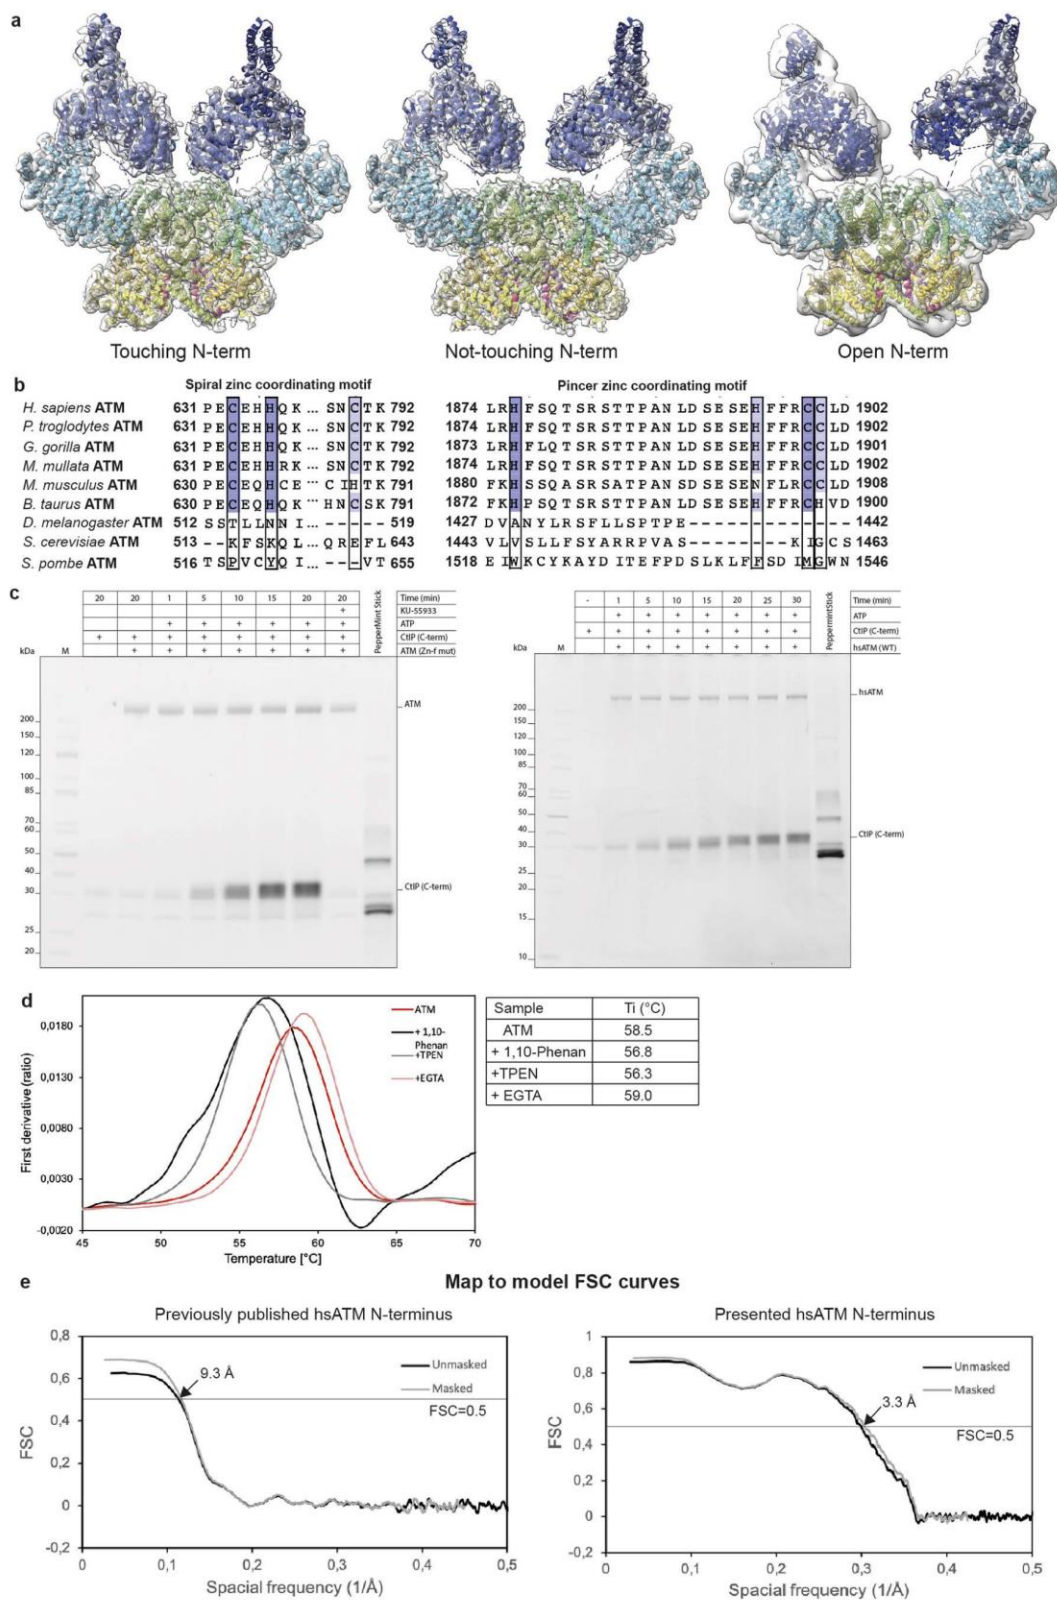 a
Touching N-term
Not-touching N-term
Open N-term
b
Spiral zinc coordinating motif
Pincer zinc coordinating motif
H. sapiens ATM 631 P E C E H H Q K ... S N C T K 792 1874 L R H F S Q T S R S T T P A N L D S E S E H F F R C C L D 1902
P. troglodytes ATM 631 P E C E H H Q K ... S N C T K 792 1874 L R H F S Q T S R S T T P A N L D S E S E H F F R C C L D 1902
G. gorilla ATM 631 P E C E H H Q K ... S N C T K 792 1873 L R H F L Q T S R S T T P A N L D S E S E H F F R C C L D 1901
M. mullata ATM 631 P E C E H H R K ... S N C T K 792 1874 L R H F S Q T S R S T T P A N L D S E S E H F F R C C L D 1902
M. musculus ATM 630 P E C E Q H C E ... C I H T K 791 1880 F K H S S Q A S R S A T P A N S D S E S E N F L R C C L D 1908
B. taurus ATM 630 P E C E Q H Q K ... H N C S K 791 1872 F K H P S Q T S R S T T P A N L D S E S E H F F R C H V D 1900
D. melanogaster ATM 512 S S T L L N N I ... - - - - - 519 1427 D V A N Y L R S F L L S P T P E - - - - - - - - - - - - - 1442
S. cerevisiae ATM 513 - - K F S K Q L ... Q R E F L 643 1443 V L V S L L F S Y A R R P V A S - - - - - - - - K I G C S 1463
S. pombe ATM 516 T S P V C Y Q I ... - - - V T 655 1518 E I W K C Y K A Y D I T E F P D S L K L F F S D I M G W N 1546
c
20 20 1 5 10 15 20 20 Time (min)
+ KU-55933
+ + + + + + ATP
+ + + + + + + + CtIP (C-term)
+ + + + + + + ATM (Zn-f mut)
PepperMint Stick
kDa
M
ATM
200
150
120
100
85
70
60
50
40
30
CtIP (C-term)
25
20
- 1 5 10 15 20 25 30 Time (min)
+ + + + + + + ATP
+ + + + + + + + CtIP (C-term)
+ + + + + + + hsATM (WT)
PeppermintStick
kDa
M
hsATM
200
150
120
100
85
70
60
50
40
CtIP (C-term)
30
25
20
15
10
d
First derivative (ratio)
0,0180
0,0130
0,0080
0,0030
-0,0020
45 50 55 60 65 70
Temperature [°C]
ATM
+ 1,10-
Phenan
+TPEN
+EGTA
Sample Ti (°C)
ATM 58.5
+ 1,10-Phenan 56.8
+TPEN 56.3
+ EGTA 59.0
e
Map to model FSC curves
Previously published hsATM N-terminus
FSC
0,8
0,6
0,4
0,2
0
-0,2
0 0,1 0,2 0,3 0,4 0,5
Spacial frequency (1/Å)
9.3 Å
Unmasked
Masked
FSC=0.5
Presented hsATM N-terminus
FSC
1
0,8
0,6
0,4
0,2
0
-0,2
0 0,1 0,2 0,3 0,4 0,5
Spacial frequency (1/Å)
Unmasked
Masked
3.3 Å
FSC=0.5